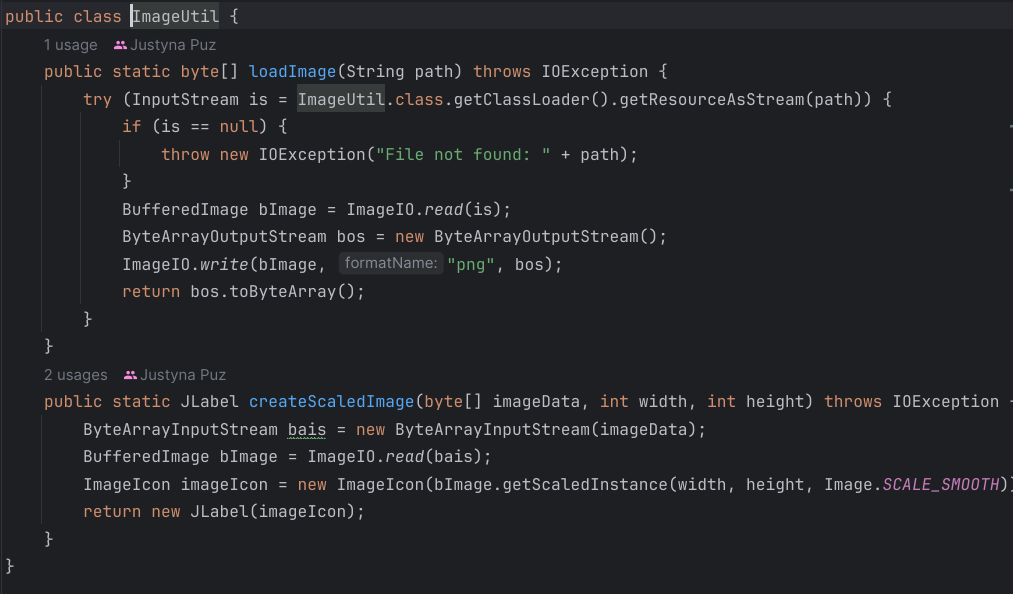 public class ImageUtil {
1 usage Justyna Puz
public static byte[] loadImage(String path) throws IOException {
try (InputStream is = ImageUtil.class.getClassLoader().getResourceAsStream(path)) {
if (is == null) {
throw new IOException("File not found: " + path);
}
BufferedImage bImage = ImageIO.read(is);
ByteArrayOutputStream bos = new ByteArrayOutputStream();
ImageIO.write(bImage, formatName: "png", bos);
return bos.toByteArray();
}
}
2 usages Justyna Puz
public static JLabel createScaledImage(byte[] imageData, int width, int height) throws IOException {
ByteArrayInputStream bais = new ByteArrayInputStream(imageData);
BufferedImage bImage = ImageIO.read(bais);
ImageIcon imageIcon = new ImageIcon(bImage.getScaledInstance(width, height, Image.SCALE_SMOOTH))
return new JLabel(imageIcon);
}
}